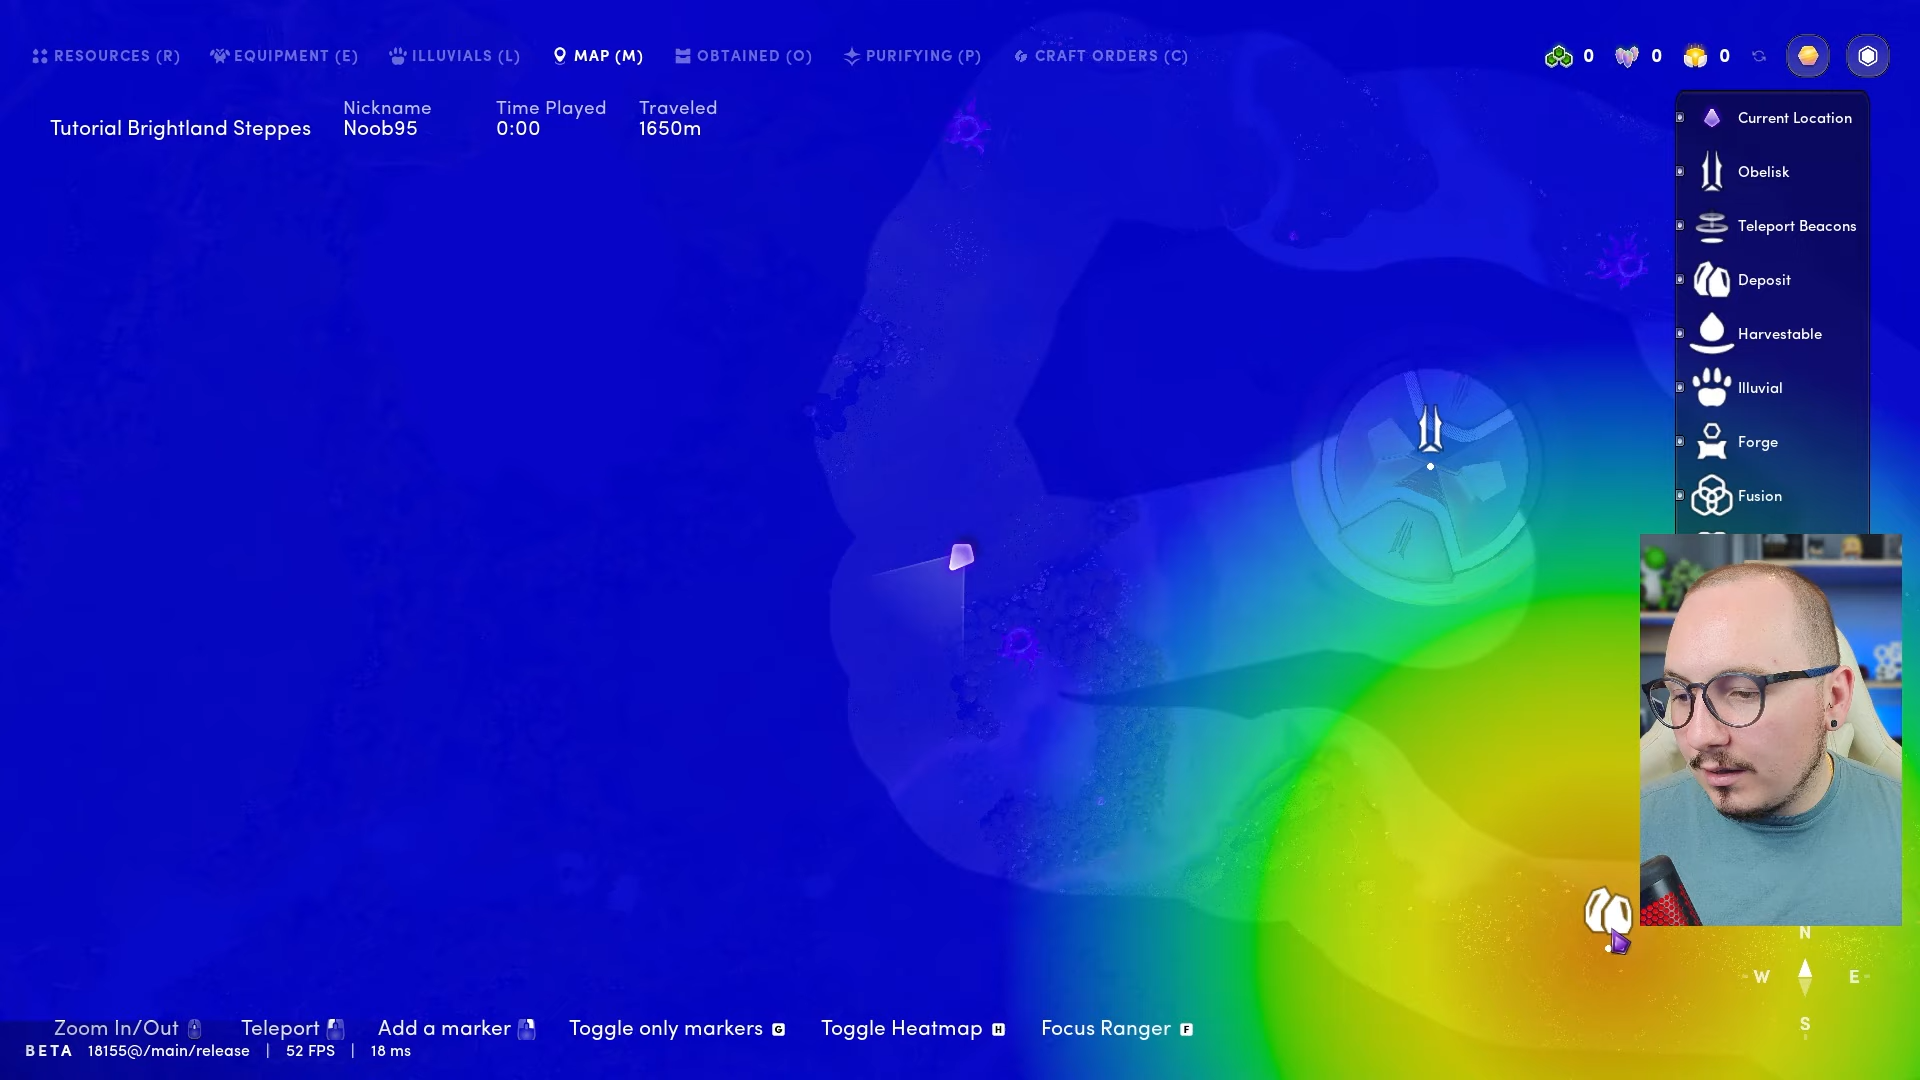 RESOURCES (R) EQUIPMENT (E) ILLUVIALS (L) MAP (M) OBTAINED (O) PURIFYING (P) CRAFT ORDERS (C) 0 0 0
Nickname Time Played Traveled
Tutorial Brightland Steppes Noob95 0:00 1650m
Current Location
Obelisk
Teleport Beacons
Deposit
Harvestable
Illuvial
Forge
Fusion
N
W E
S
Zoom In/Out Teleport Add a marker Toggle only markers G Toggle Heatmap H Focus Ranger F
BETA 18155@/main/release | 52 FPS | 18 ms